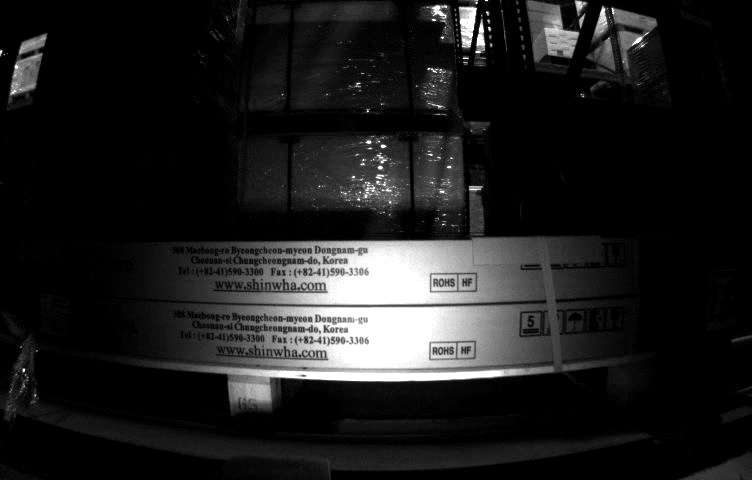 308 Maebong-ro Byeongcheon-myeon Dongnam-gu
Cheonan-si Chungcheongnam-do, Korea
Tel : (+82-41)590-3300 Fax : (+82-41)590-3306
www.shinwha.com
ROHS HF
308 Maebong-ro Byeongcheon-myeon Dongnam-gu
Cheonan-si Chungcheongnam-do, Korea
Tel : (+82-41)590-3300 Fax : (+82-41)590-3306
www.shinwha.com
ROHS HF
5